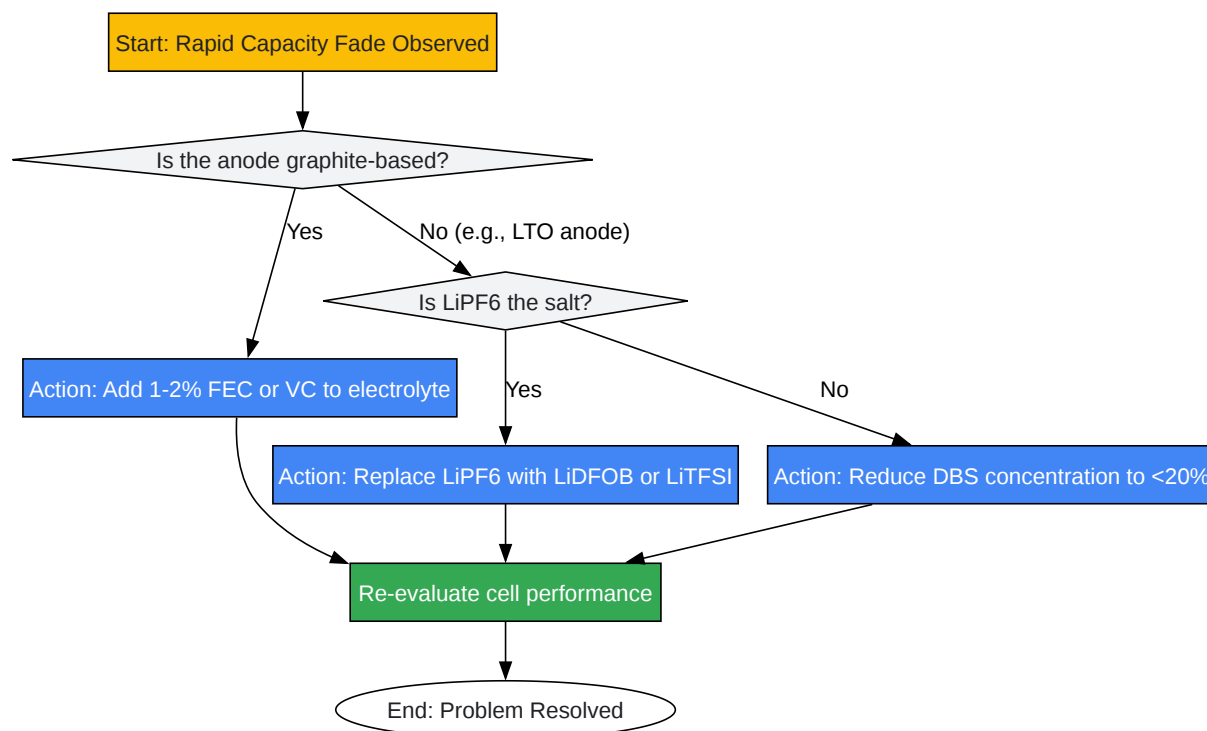 Start: Rapid Capacity Fade Observed
Is the anode graphite-based?
Yes
No (e.g., LTO anode)
Is LiPF6 the salt?
Action: Add 1-2% FEC or VC to electrolyte
Yes
No
Action: Replace LiPF6 with LiDFOB or LiTFSI
Action: Reduce DBS concentration to <20%
Re-evaluate cell performance
End: Problem Resolved